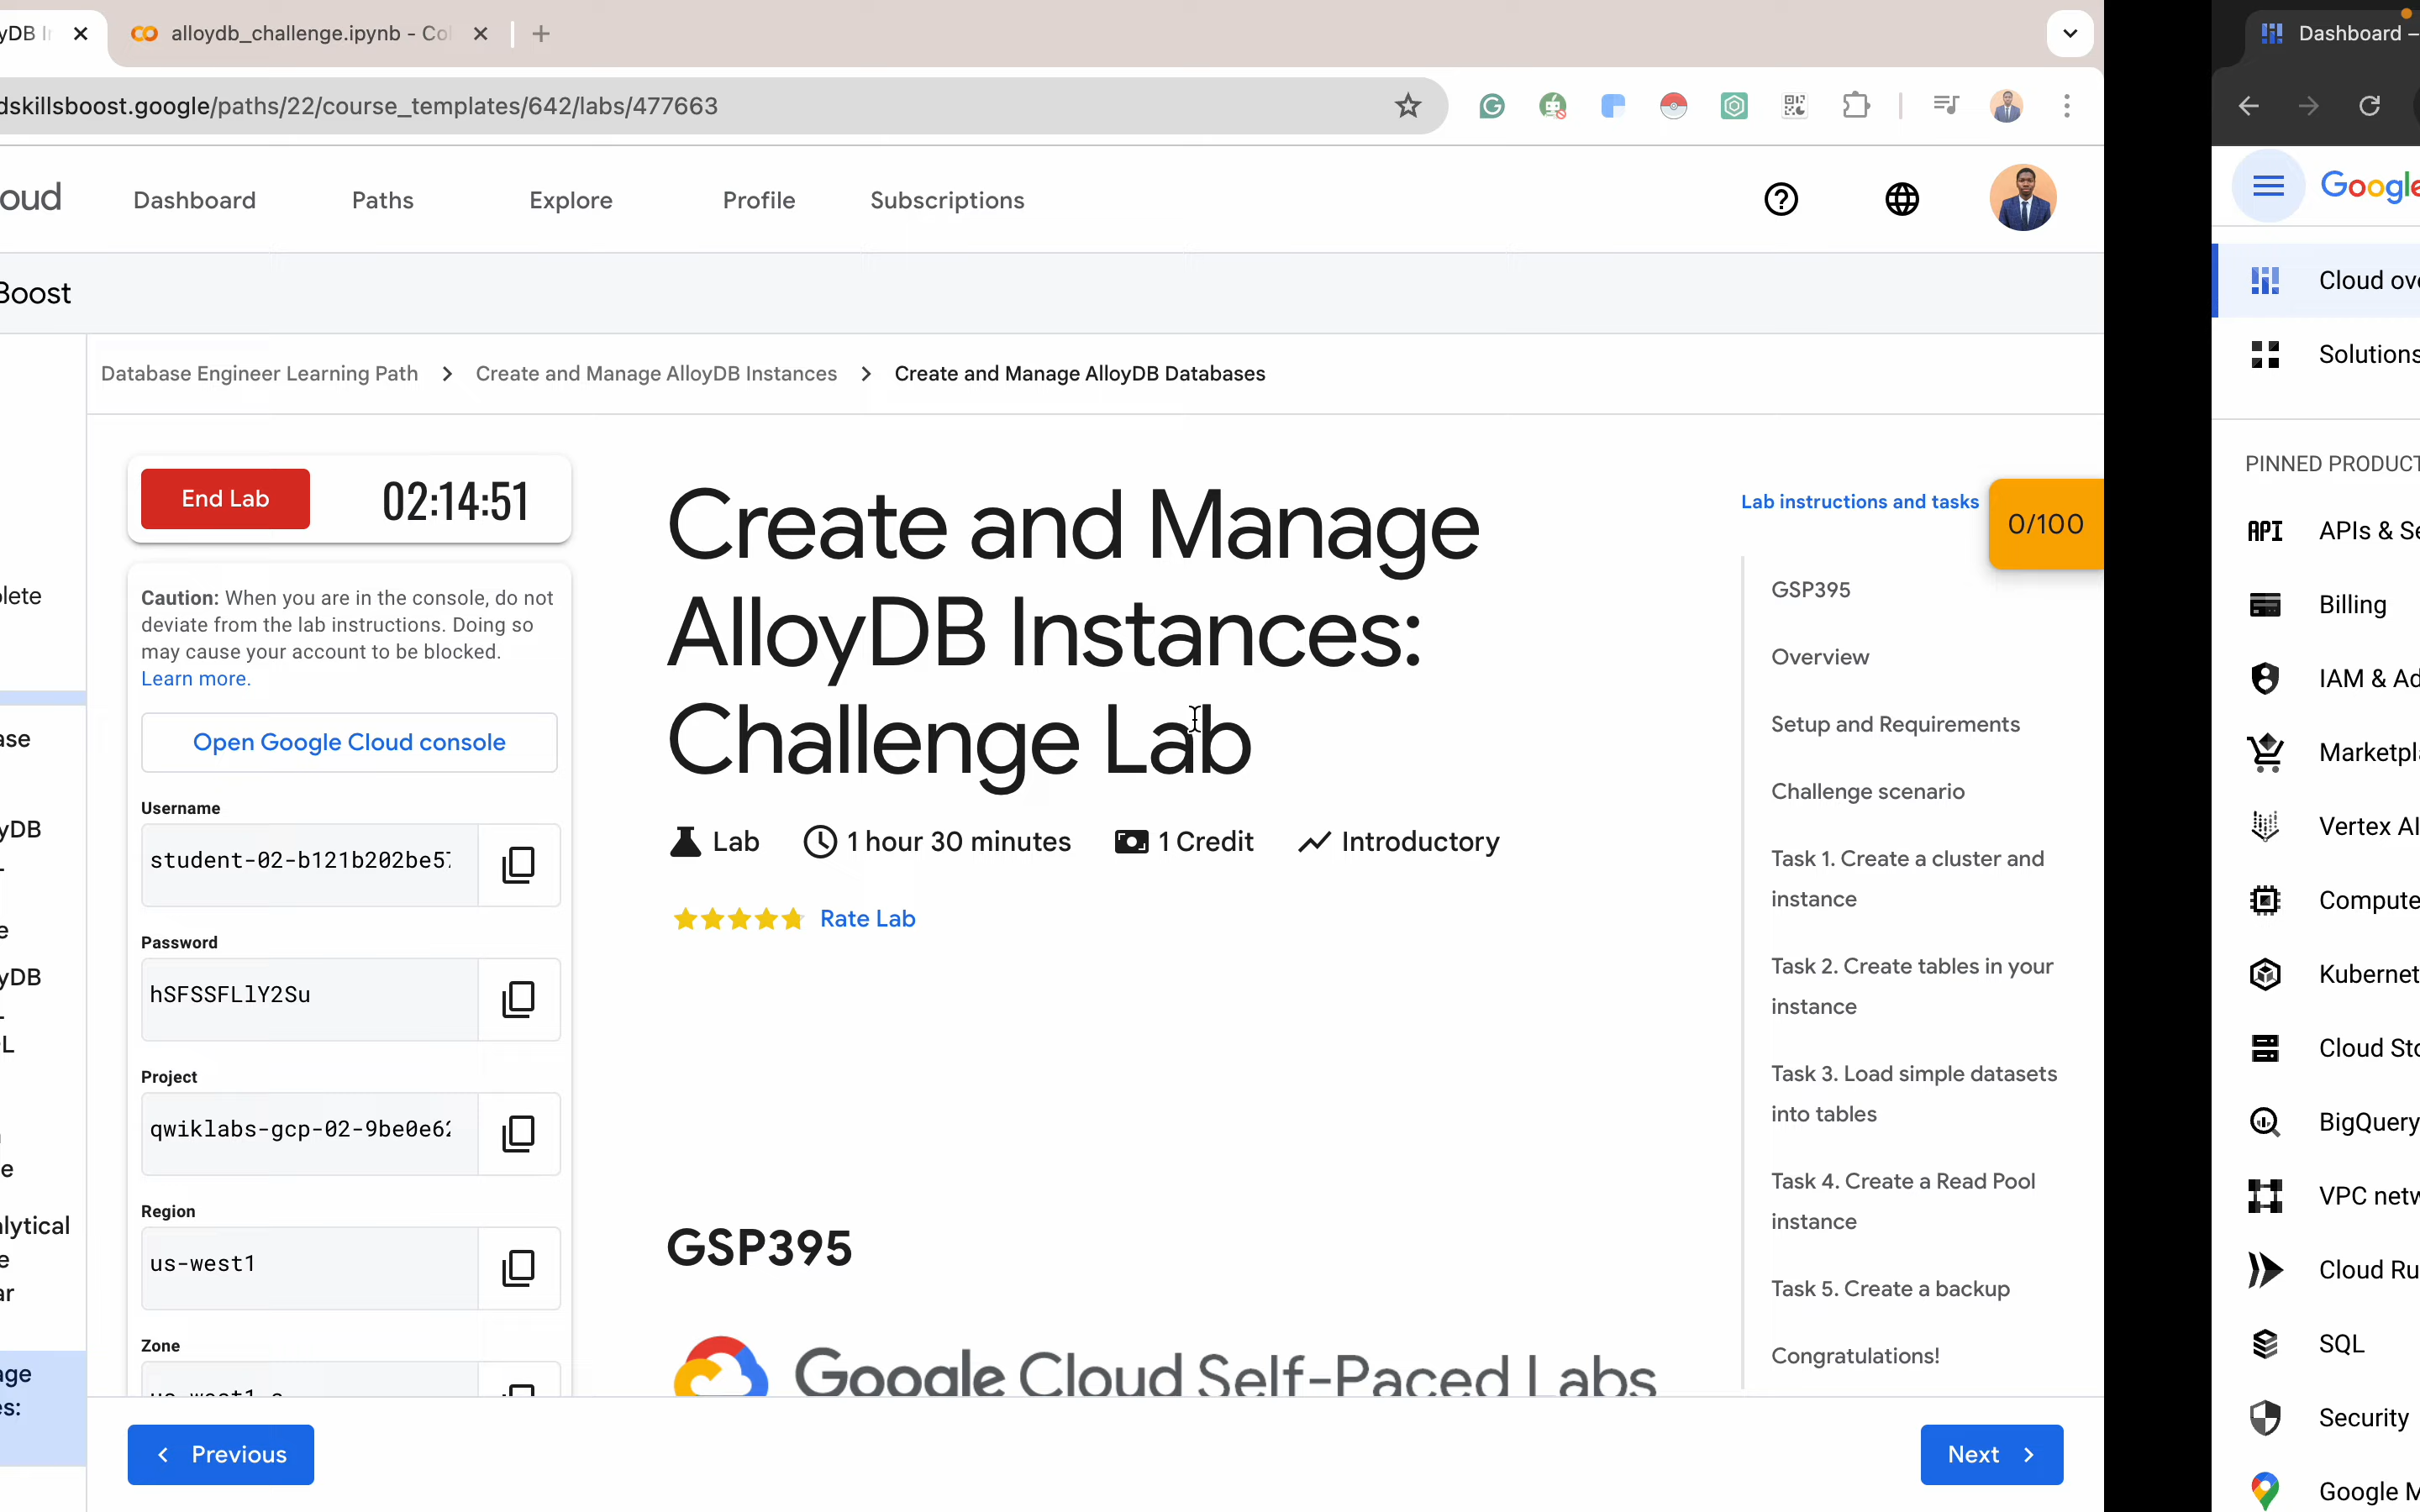 yDB In
alloydb_challenge.ipynb - Col
dskillsboost.google/paths/22/course_templates/642/labs/477663
oud
Dashboard
Paths
Explore
Profile
Subscriptions
Boost
Database Engineer Learning Path
Create and Manage AlloyDB Instances
Create and Manage AlloyDB Databases
End Lab
02:14:51
Caution: When you are in the console, do not
deviate from the lab instructions. Doing so
may cause your account to be blocked.
Learn more.
Open Google Cloud console
Username
student-02-b121b202be57
Password
hSFSSFLlY2Su
Project
qwiklabs-gcp-02-9be0e62
Region
us-west1
Zone
plete
ase
yDB
e
yDB
L
e
alytical
e
ar
age
es:
Create and Manage
AlloyDB Instances:
Challenge Lab
Lab
1 hour 30 minutes
1 Credit
Introductory
Rate Lab
GSP395
Google Cloud Self-Paced Labs
Lab instructions and tasks
0/100
GSP395
Overview
Setup and Requirements
Challenge scenario
Task 1. Create a cluster and
instance
Task 2. Create tables in your
instance
Task 3. Load simple datasets
into tables
Task 4. Create a Read Pool
instance
Task 5. Create a backup
Congratulations!
Previous
Next
Dashboard –
Google
Cloud ove
Solutions
PINNED PRODUCT
API
APIs & Se
Billing
IAM & Ad
Marketpla
Vertex AI
Compute
Kubernet
Cloud Sto
BigQuery
VPC netw
Cloud Ru
SQL
Security
Google M